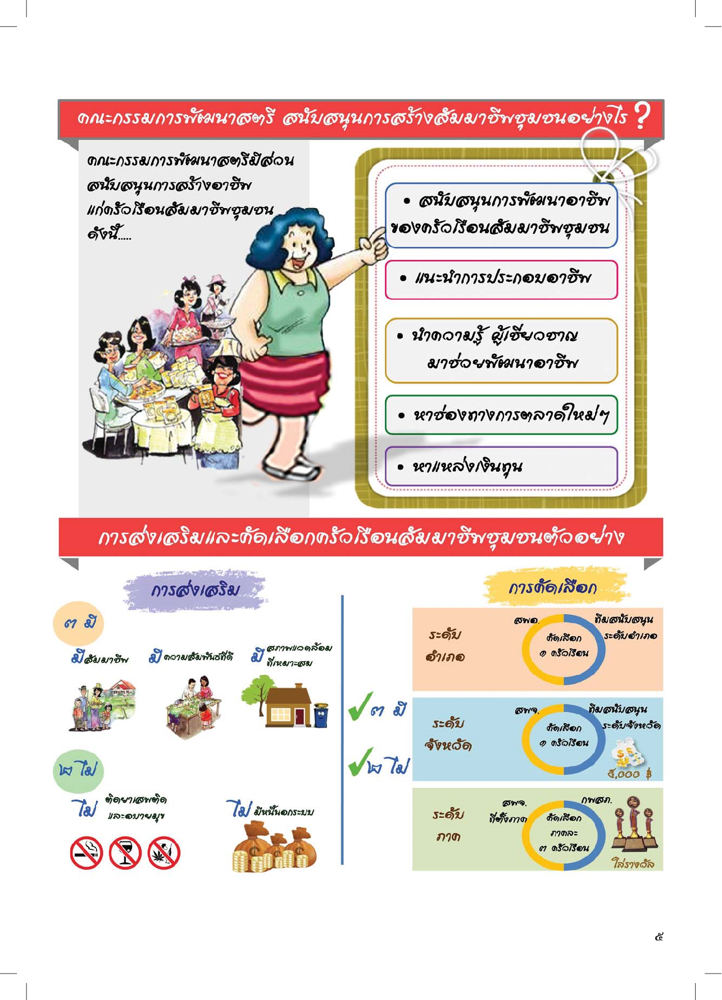 คณะกรรมการพัฒนาสตรี สนับสนุนการสร้างสัมมาชีพชุมชนอย่างไร ?
คณะกรรมการพัฒนาสตรีมีส่วน
สนับสนุนการสร้างอาชีพ
แก่ครัวเรือนสัมมาชีพชุมชน
ดังนี้.....
• สนับสนุนการพัฒนาอาชีพ
ของครัวเรือนสัมมาชีพชุมชน
• แนะนำการประกอบอาชีพ
• นำความรู้ ผู้เชี่ยวชาญ
มาช่วยพัฒนาอาชีพ
• หาช่องทางการตลาดใหม่ๆ
• หาแหล่งเงินทุน
การส่งเสริมและคัดเลือกครัวเรือนสัมมาชีพชุมชนตัวอย่าง
การส่งเสริม
๓ มี
มี สัมมาชีพ
มี ความสัมพันธ์ที่ดี
มี สภาพแวดล้อม
ที่เหมาะสม
๒ ไม่
ไม่ ติดยาเสพติด
และอบายมุข
ไม่ มีหนี้นอกระบบ
✓๓ มี
✓๒ ไม่
การคัดเลือก
ระดับ
อำเภอ
สพอ.
คัดเลือก
๑ ครัวเรือน
ทีมสนับสนุน
ระดับอำเภอ
ระดับ
จังหวัด
สพจ.
คัดเลือก
๑ ครัวเรือน
ทีมสนับสนุน
ระดับจังหวัด
๕,๐๐๐ ฿
ระดับ
ภาค
สพจ.
ที่ตั้งภาค
คัดเลือก
ภาคละ
๓ ครัวเรือน
กพสภ.
โล่รางวัล
๕